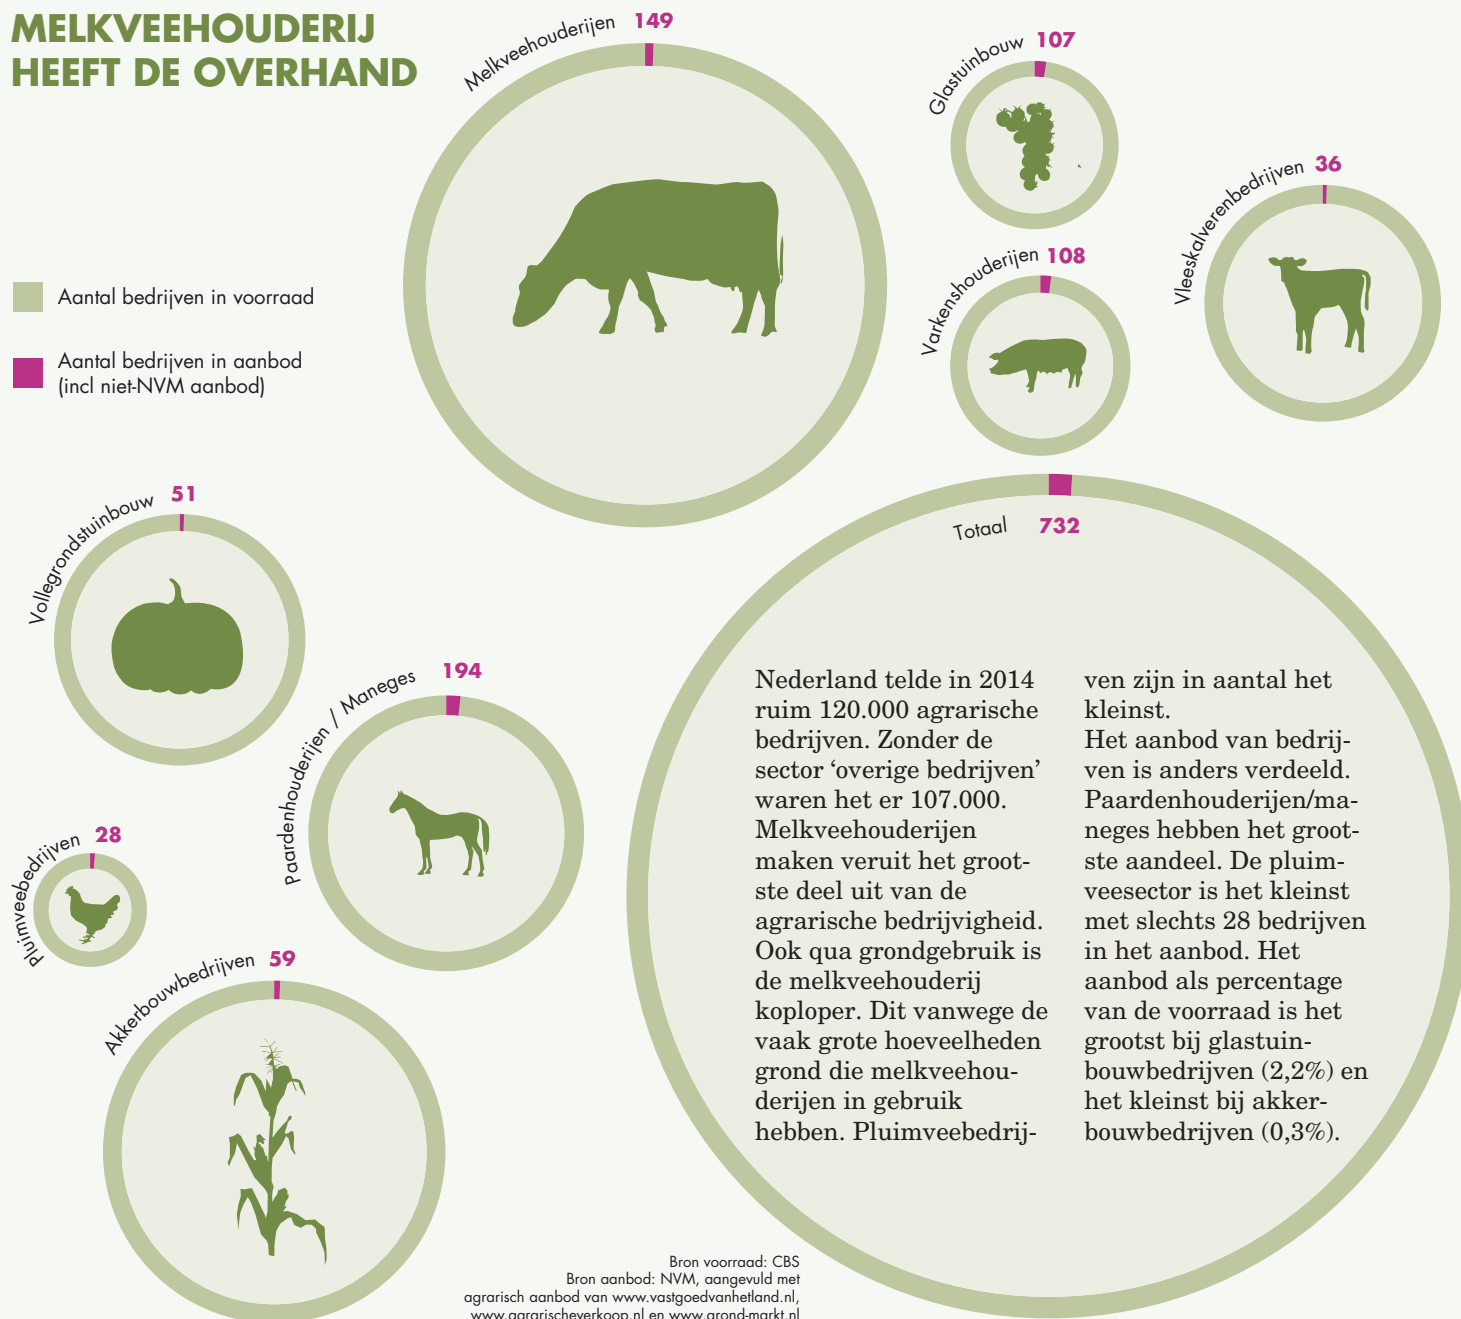 MELKVEEHOUDERIJ
HEEFT DE OVERHAND
Aantal bedrijven in voorraad
Aantal bedrijven in aanbod
(incl niet-NVM aanbod)
Melkveehouderijen 149
Glastuinbouw 107
Vleeskalverenbedrijven 36
Varkenshouderijen 108
Vollegrondstuinbouw 51
Paardenhouderijen / Maneges 194
Pluimveebedrijven 28
Akkerbouwbedrijven 59
Totaal 732
Nederland telde in 2014
ruim 120.000 agrarische
bedrijven. Zonder de
sector ‘overige bedrijven’
waren het er 107.000.
Melkveehouderijen
maken veruit het groot-
ste deel uit van de
agrarische bedrijvigheid.
Ook qua grondgebruik is
de melkveehouderij
koploper. Dit vanwege de
vaak grote hoeveelheden
grond die melkveehou-
derijen in gebruik
hebben. Pluimveebedrij-
ven zijn in aantal het
kleinst.
Het aanbod van bedrij-
ven is anders verdeeld.
Paardenhouderijen/ma-
neges hebben het groot-
ste aandeel. De pluim-
veesector is het kleinst
met slechts 28 bedrijven
in het aanbod. Het
aanbod als percentage
van de voorraad is het
grootst bij glastuin-
bouwbedrijven (2,2%) en
het kleinst bij akker-
bouwbedrijven (0,3%).
Bron voorraad: CBS
Bron aanbod: NVM, aangevuld met
agrarisch aanbod van www.vastgoedvanhetland.nl,
www.agrarischeverkoop.nl en www.grond-markt.nl